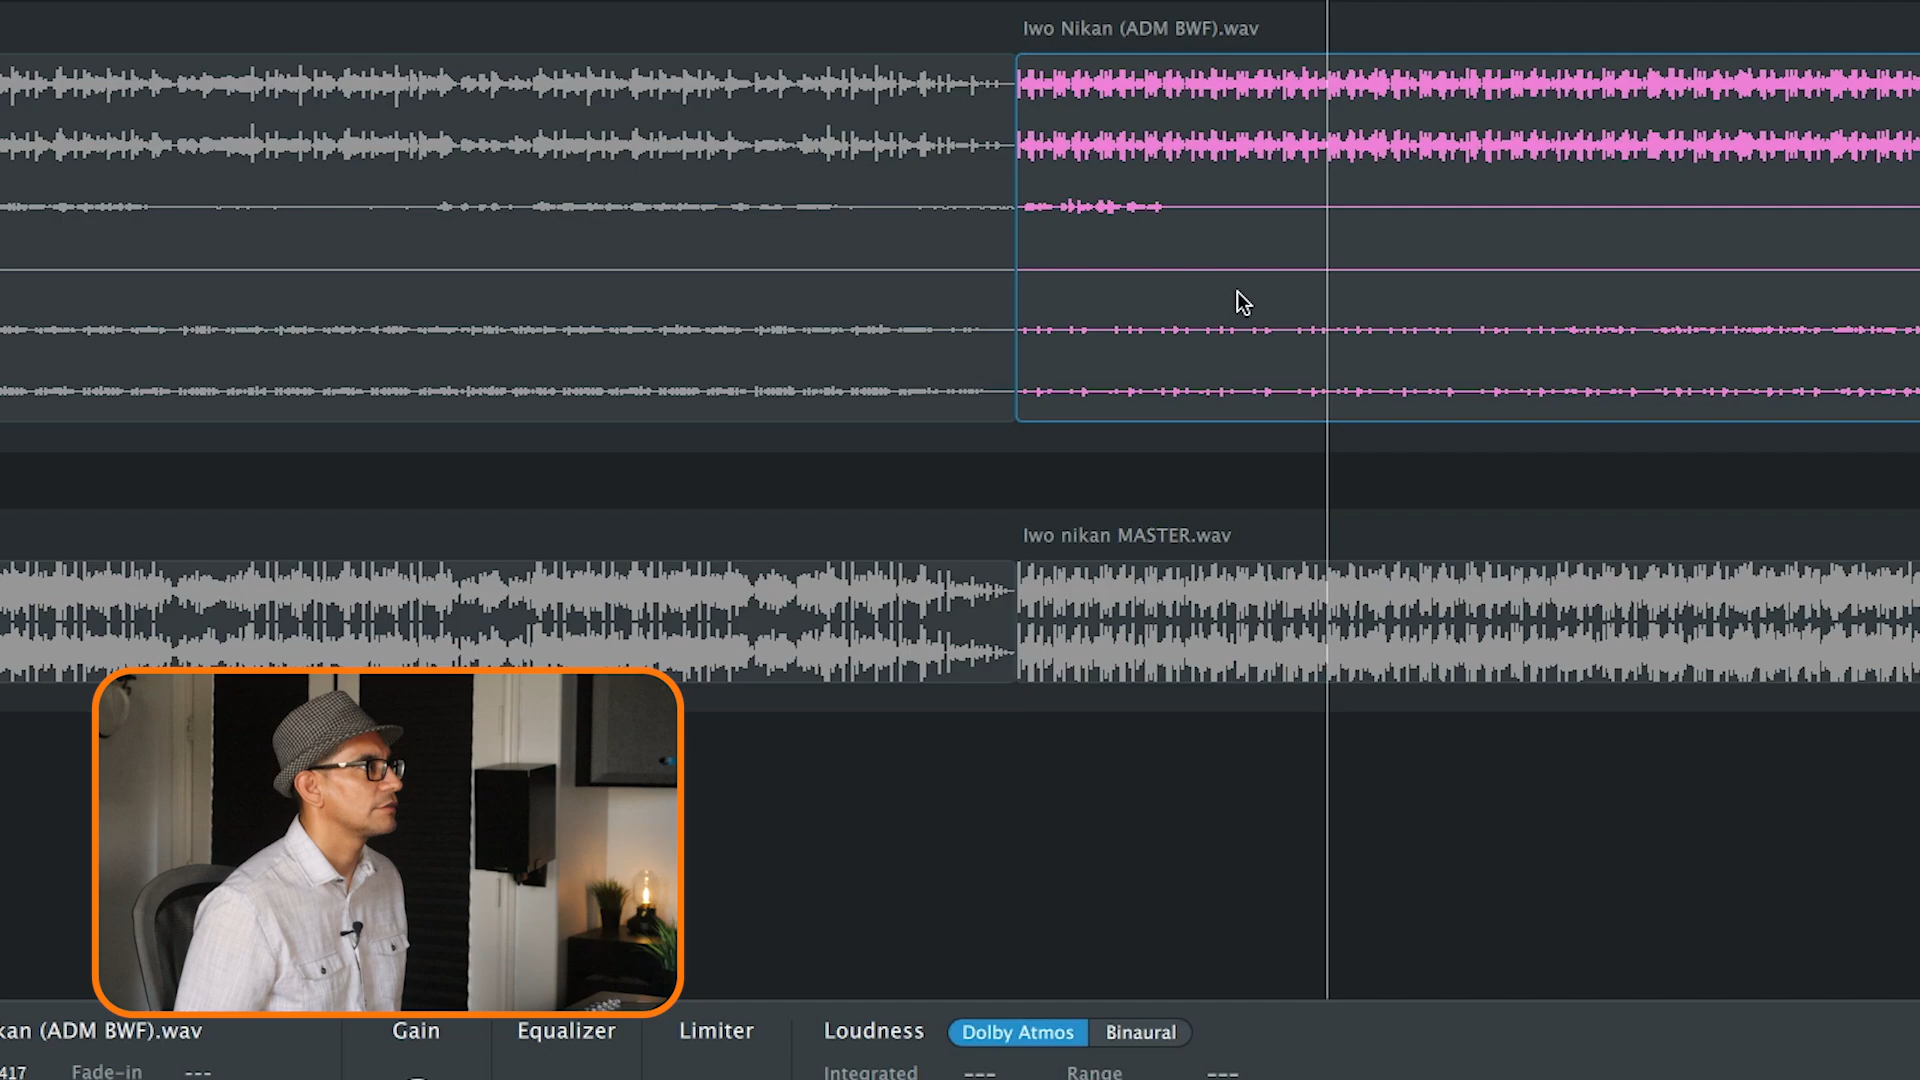 Iwo Nikan (ADM BWF).wav
Iwo nikan MASTER.wav
kan (ADM BWF).wav
Gain
Equalizer
Limiter
Loudness
Dolby Atmos
Binaural
417
Fade-in
---
Integrated
---
Range
---